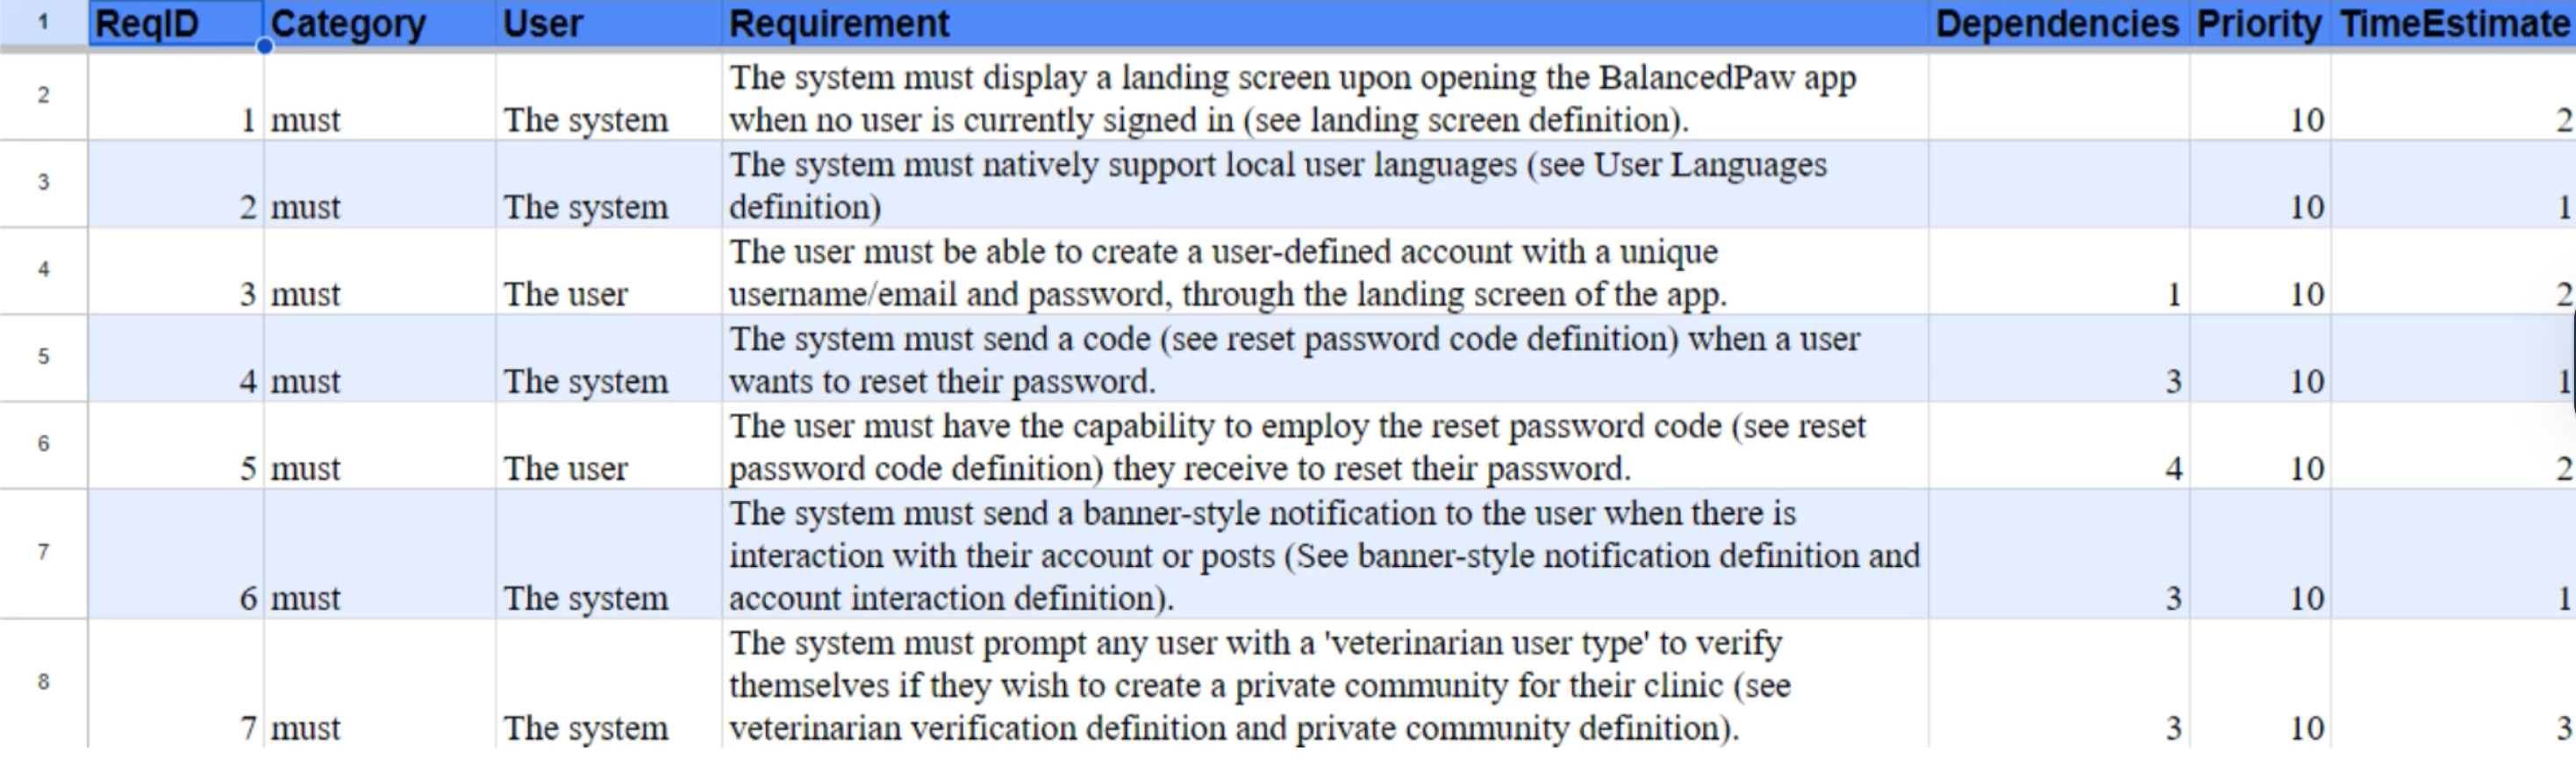 1 ReqID Category User Requirement Dependencies Priority TimeEstimate
The system must display a landing screen upon opening the BalancedPaw app
2 1 must The system when no user is currently signed in (see landing screen definition). 10 2
The system must natively support local user languages (see User Languages
3 2 must The system definition) 10 1
The user must be able to create a user-defined account with a unique
4 3 must The user username/email and password, through the landing screen of the app. 1 10 2
The system must send a code (see reset password code definition) when a user
5 4 must The system wants to reset their password. 3 10 1
The user must have the capability to employ the reset password code (see reset
6 5 must The user password code definition) they receive to reset their password. 4 10 2
The system must send a banner-style notification to the user when there is
7 interaction with their account or posts (See banner-style notification definition and
6 must The system account interaction definition). 3 10 1
The system must prompt any user with a 'veterinarian user type' to verify
8 themselves if they wish to create a private community for their clinic (see
7 must The system veterinarian verification definition and private community definition). 3 10 3